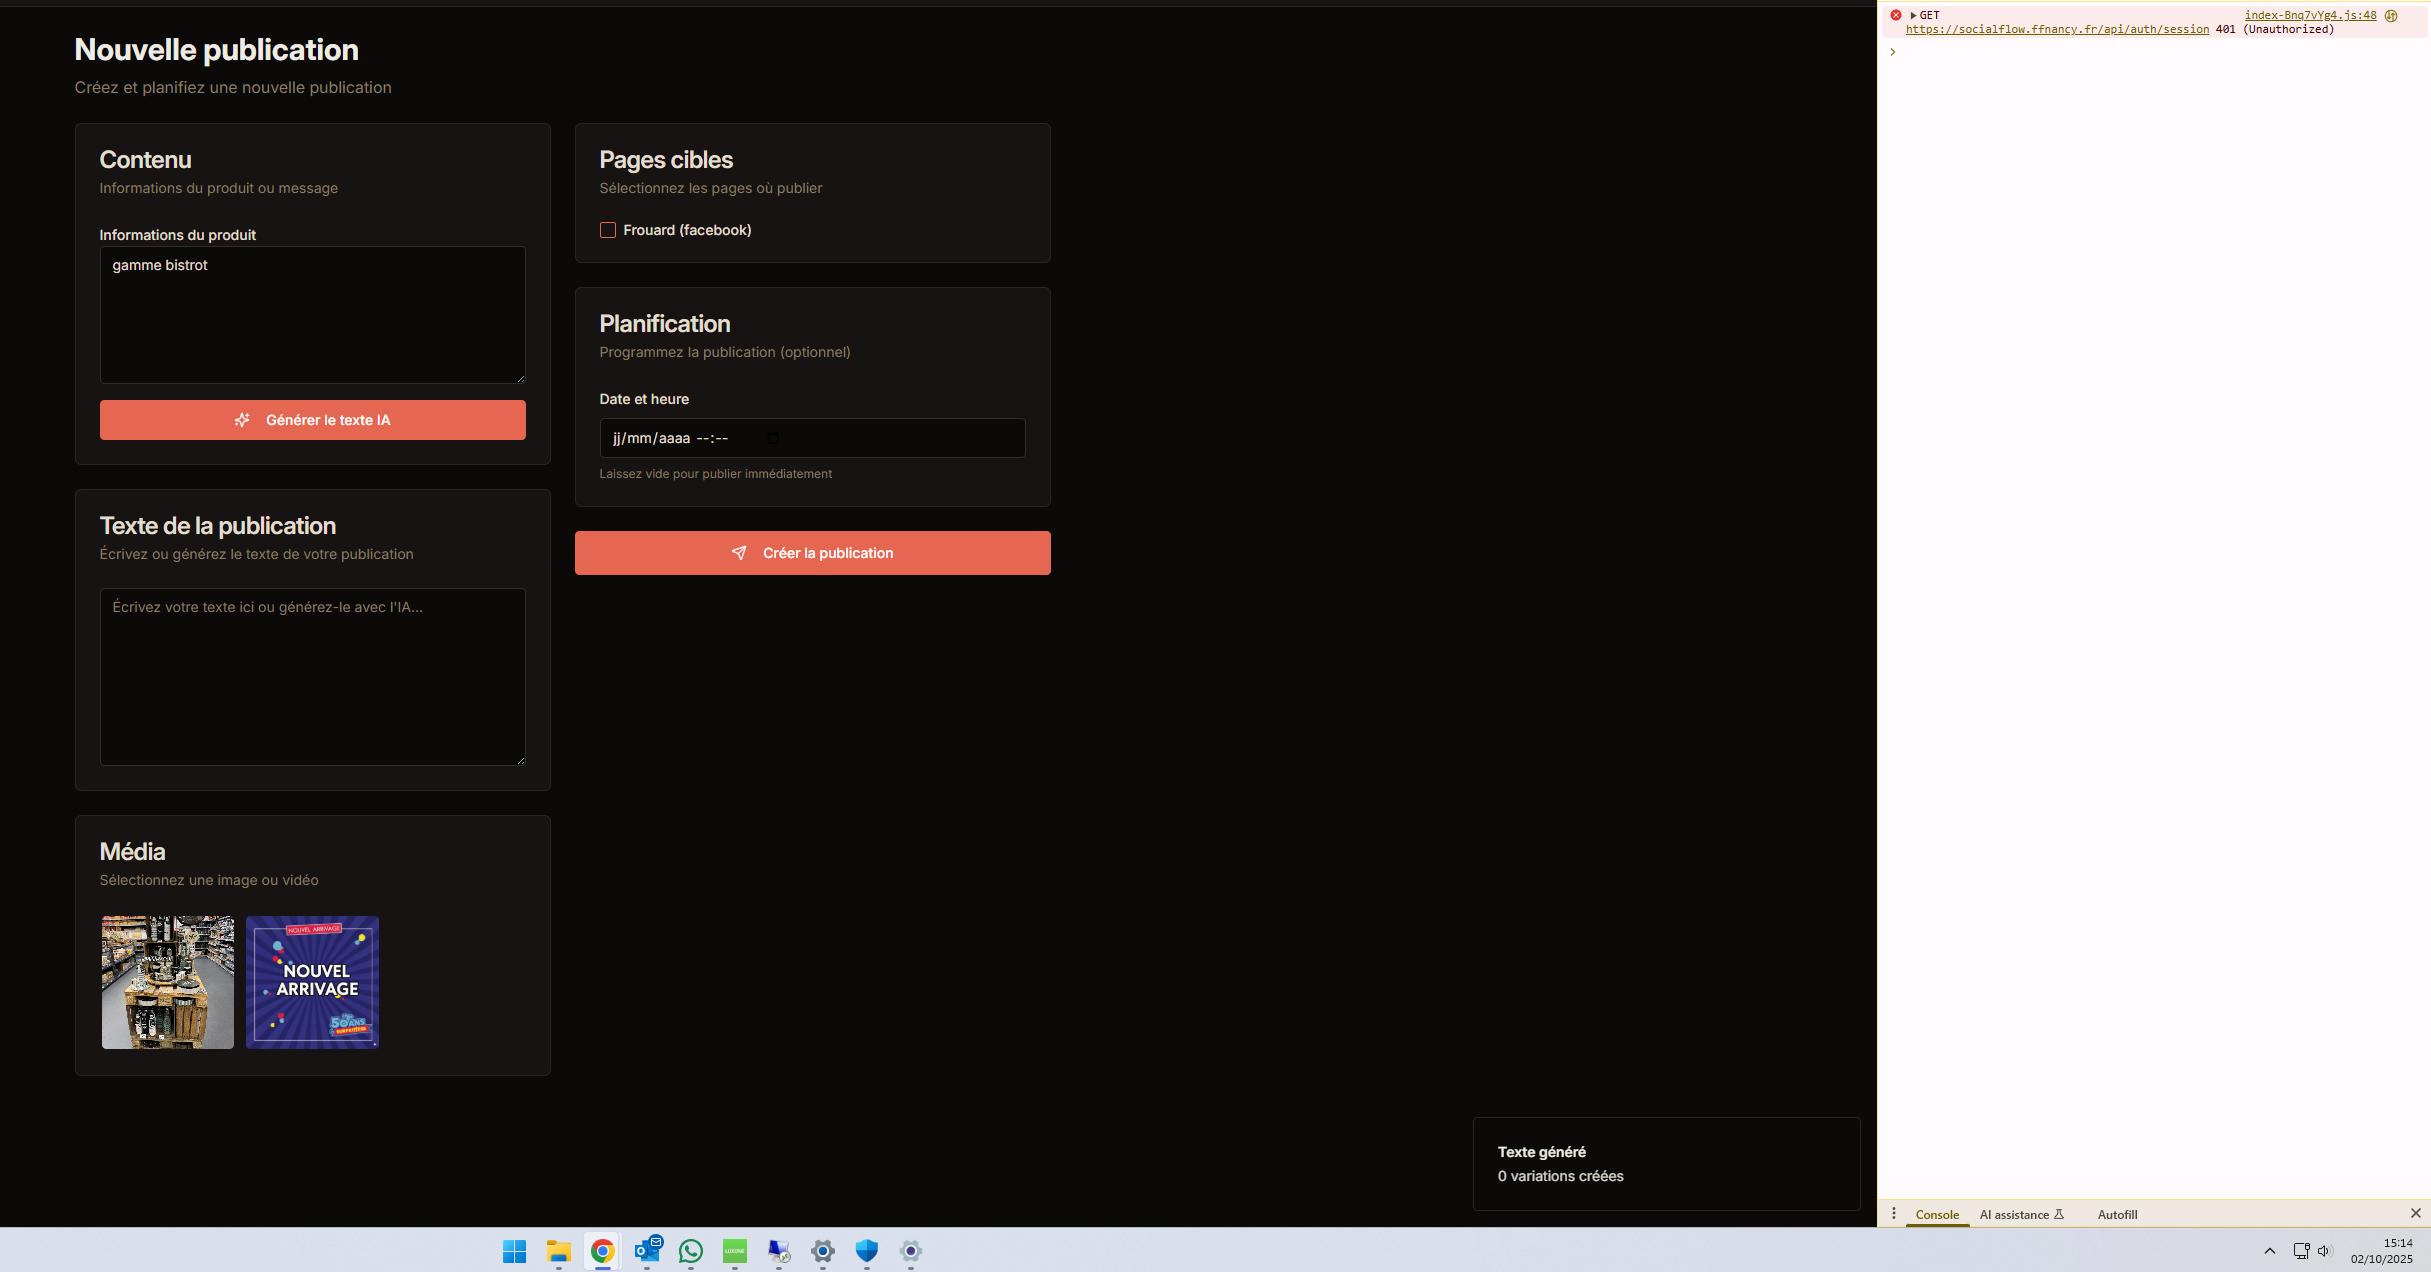 Nouvelle publication
Créez et planifiez une nouvelle publication
Contenu
Informations du produit ou message
Informations du produit
gamme bistrot
Générer le texte IA
Texte de la publication
Écrivez ou générez le texte de votre publication
Écrivez votre texte ici ou générez-le avec l'IA...
Média
Sélectionnez une image ou vidéo
NOUVEL ARRIVAGE
NOUVEL
ARRIVAGE
50 ANS
Pages cibles
Sélectionnez les pages où publier
Frouard (facebook)
Planification
Programmez la publication (optionnel)
Date et heure
jj/mm/aaaa --:--
Laissez vide pour publier immédiatement
Créer la publication
Texte généré
0 variations créées
GET index-Bnq7vYg4.js:48
https://socialflow.ffnancy.fr/api/auth/session 401 (Unauthorized)
Console AI assistance Autofill
15:14
02/10/2025